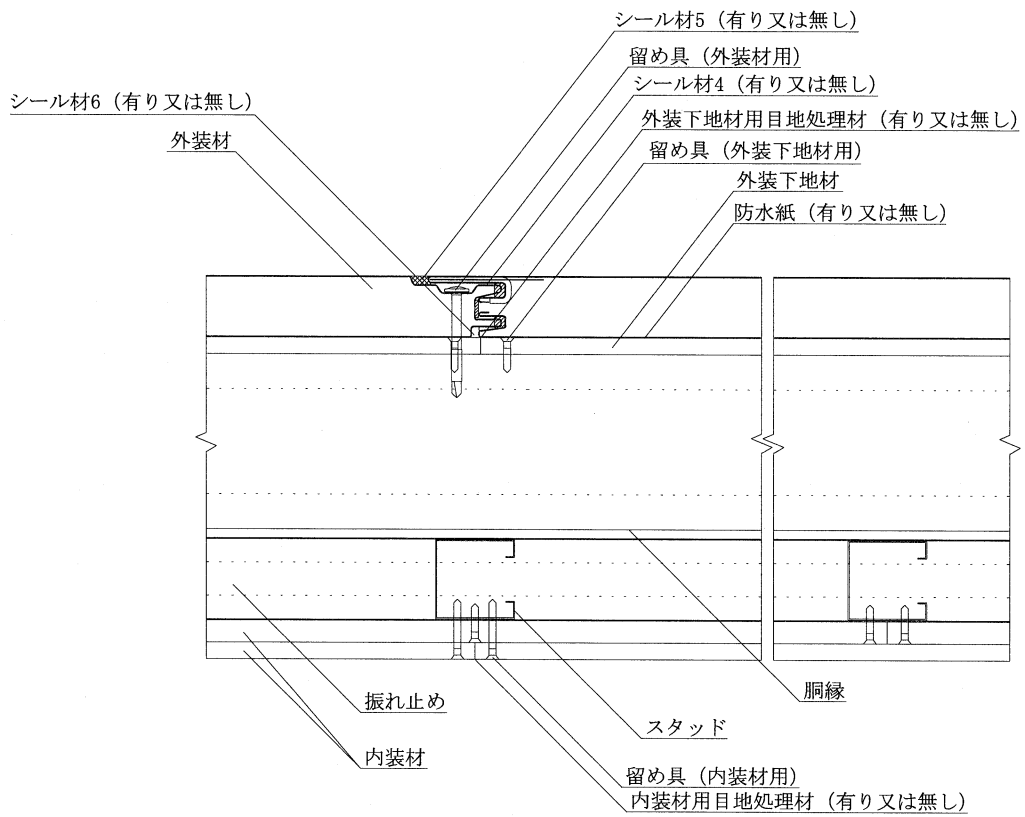 シール材5（有り又は無し）
留め具（外装材用）
シール材4（有り又は無し）
シール材6（有り又は無し）
外装下地材用目地処理材（有り又は無し）
外装材
留め具（外装下地材用）
外装下地材
防水紙（有り又は無し）
胴縁
振れ止め
スタッド
内装材
留め具（内装材用）
内装材用目地処理材（有り又は無し）